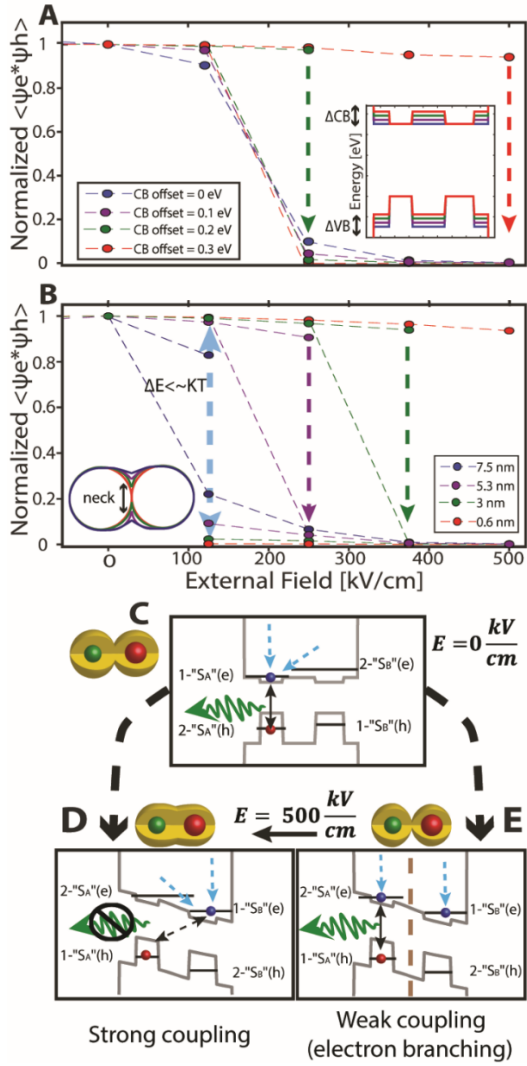 A
Normalized <ψe*ψh>
1
0.8
0.6
0.4
0.2
0
CB offset = 0 eV
CB offset = 0.1 eV
CB offset = 0.2 eV
CB offset = 0.3 eV
ΔCB
ΔVB
Energy [eV]
B
Normalized <ψe*ψh>
1
0.8
0.6
0.4
0.2
0
ΔE<~KT
neck
7.5 nm
5.3 nm
3 nm
0.6 nm
0 100 200 300 400 500
External Field [kV/cm]
C
E = 0 kV/cm
1-"SA"(e)
2-"SB"(e)
2-"SA"(h)
1-"SB"(h)
D
E = 500 kV/cm
E
2-"SA"(e)
1-"SB"(e)
1-"SA"(h)
2-"SB"(h)
2-"SA"(e)
1-"SB"(e)
1-"SA"(h)
2-"SB"(h)
Strong coupling
Weak coupling
(electron branching)